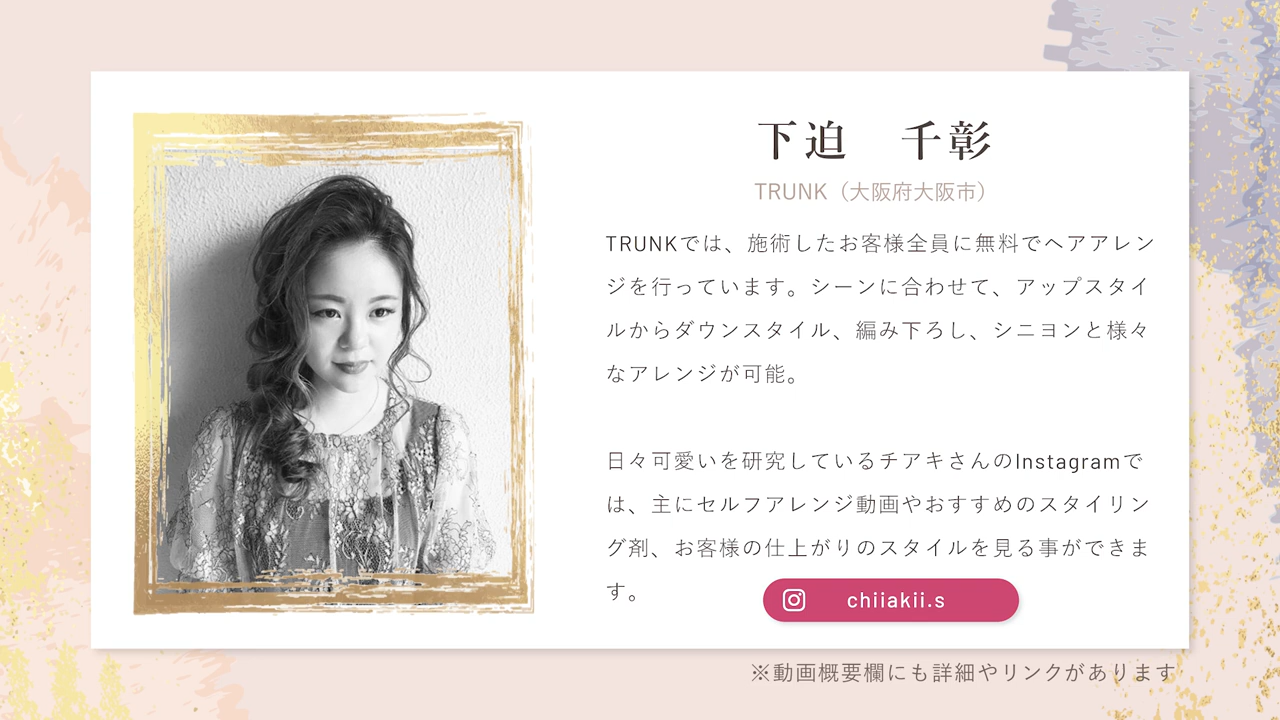 下迫　千彰
TRUNK（大阪府大阪市）
TRUNKでは、施術したお客様全員に無料でヘアアレン
ジを行っています。シーンに合わせて、アップスタイ
ルからダウンスタイル、編み下ろし、シニヨンと様々
なアレンジが可能。
日々可愛いを研究しているチアキさんのInstagramで
は、主にセルフアレンジ動画やおすすめのスタイリン
グ剤、お客様の仕上がりのスタイルを見る事ができま
す。
chiiakii.s
※動画概要欄にも詳細やリンクがあります